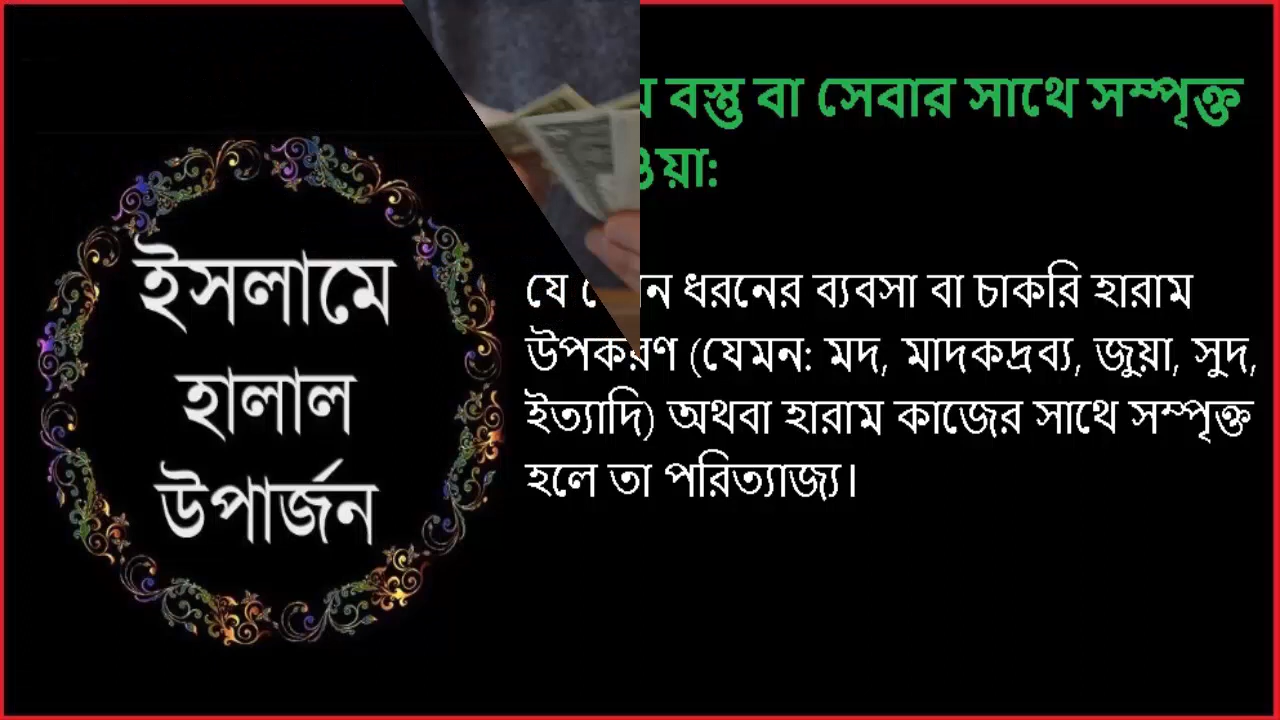 ইসলামে
হালাল
উপার্জন
বস্তু বা সেবার সাথে সম্পৃক্ত
যে ন ধরনের ব্যবসা বা চাকরি হারাম
উপকরণ (যেমন: মদ, মাদকদ্রব্য, জুয়া, সুদ,
ইত্যাদি) অথবা হারাম কাজের সাথে সম্পৃক্ত
হলে তা পরিত্যাজ্য।